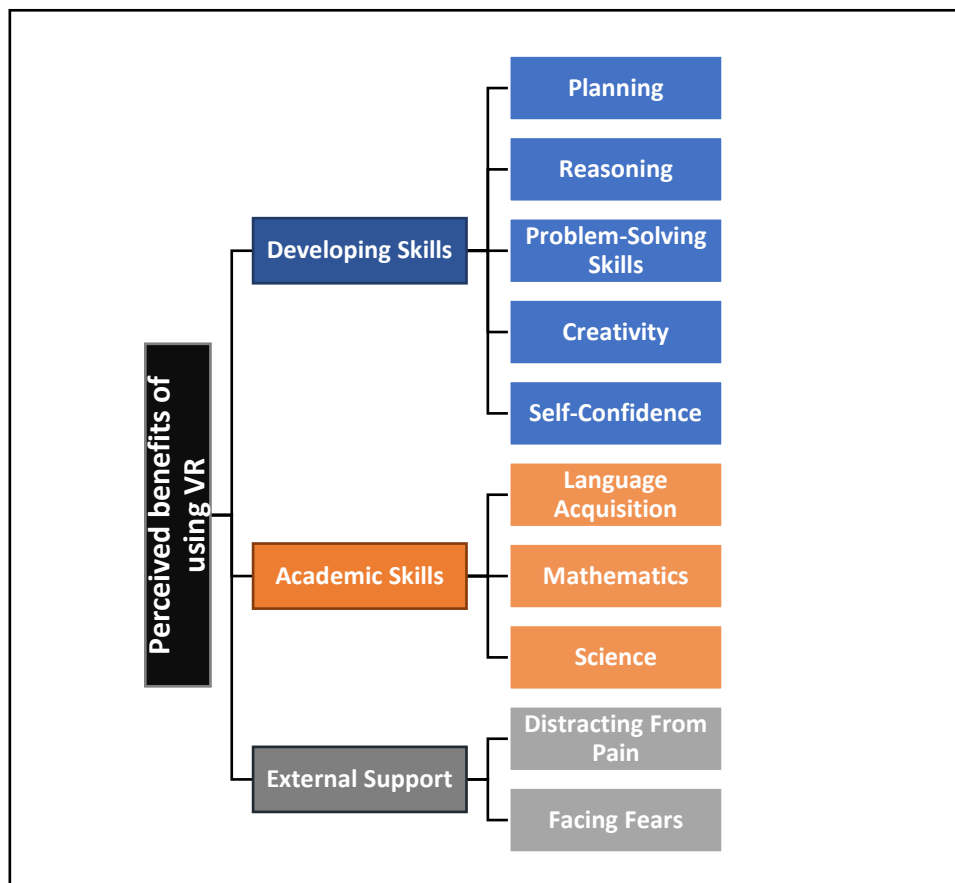 Perceived benefits of
using VR
Developing Skills
Planning
Reasoning
Problem-Solving
Skills
Creativity
Self-Confidence
Academic Skills
Language
Acquisition
Mathematics
Science
External Support
Distracting From
Pain
Facing Fears